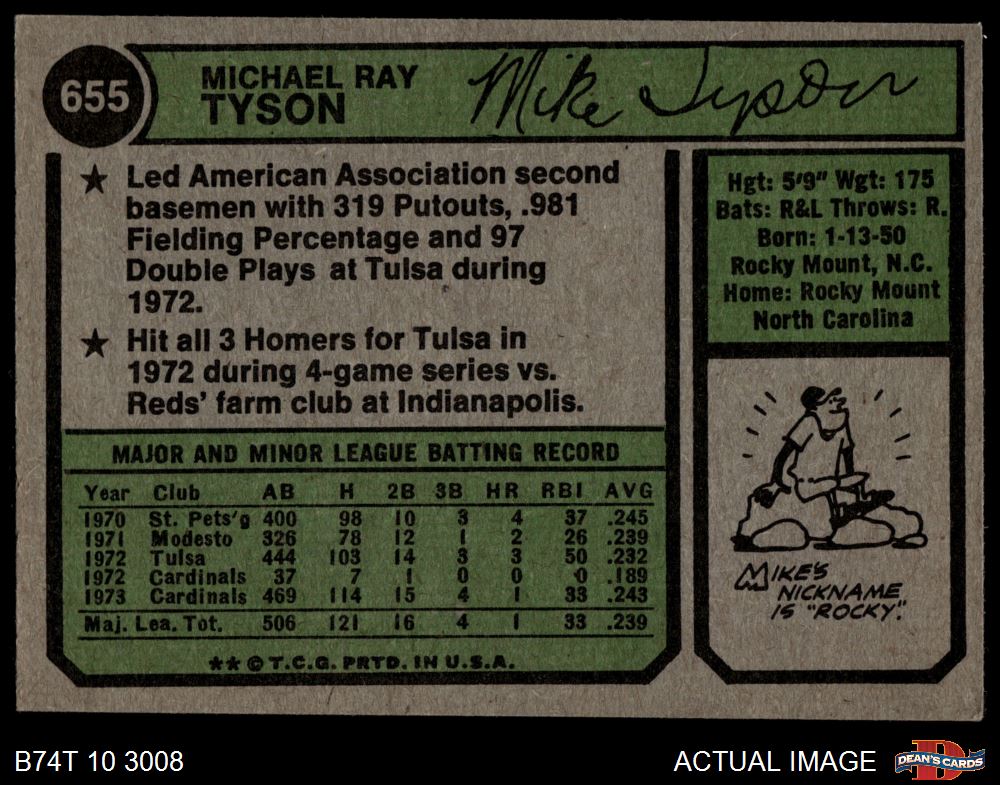 655
MICHAEL RAY
TYSON
Mike Tyson
★ Led American Association second
basemen with 319 Putouts, .981
Fielding Percentage and 97
Double Plays at Tulsa during
1972.
★ Hit all 3 Homers for Tulsa in
1972 during 4-game series vs.
Reds' farm club at Indianapolis.
MAJOR AND MINOR LEAGUE BATTING RECORD
Year Club AB H 2B 3B HR RBI AVG
1970 St. Pets'g 400 98 10 3 4 37 .245
1971 Modesto 326 78 12 1 2 26 .239
1972 Tulsa 444 103 14 3 3 50 .232
1972 Cardinals 37 7 1 0 0 0 .189
1973 Cardinals 469 114 15 4 1 33 .243
Maj. Lea. Tot. 506 121 16 4 1 33 .239
** © T.C.G. PRTD. IN U.S.A.
Hgt: 5'9" Wgt: 175
Bats: R&L Throws: R.
Born: 1-13-50
Rocky Mount, N.C.
Home: Rocky Mount
North Carolina
MIKE'S
NICKNAME
IS "ROCKY."
B74T 10 3008
ACTUAL IMAGE
D
DEAN'S CARDS